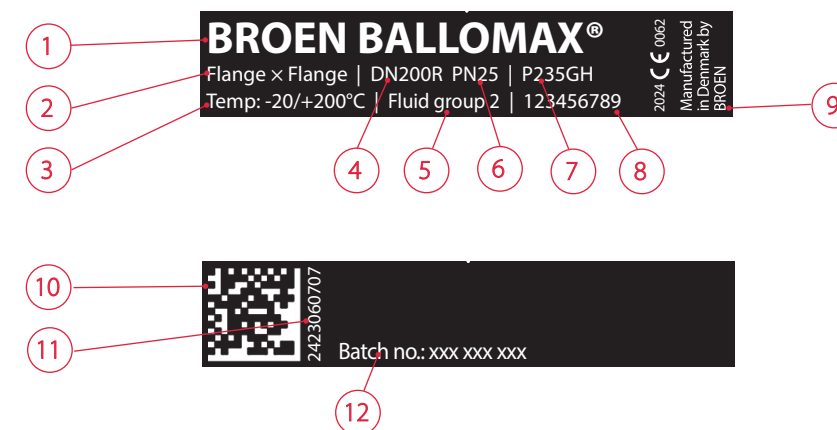 1
BROEN BALLOMAX®
2
Flange × Flange | DN200R PN25 | P235GH
3
Temp: -20/+200°C | Fluid group 2 | 123456789
2024 CE 0062
Manufactured
in Denmark by
BROEN
4
5
6
7
8
9
10
11
2423060707
Batch no.: xxx xxx xxx
12